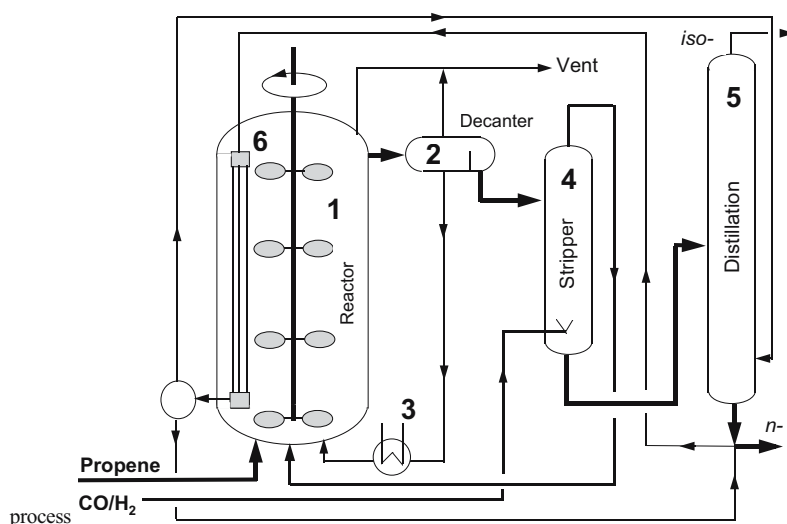 iso-
Vent
5
Decanter
6
2
4
1
Stripper
Distillation
Reactor
3
n-
Propene
CO/H2
process